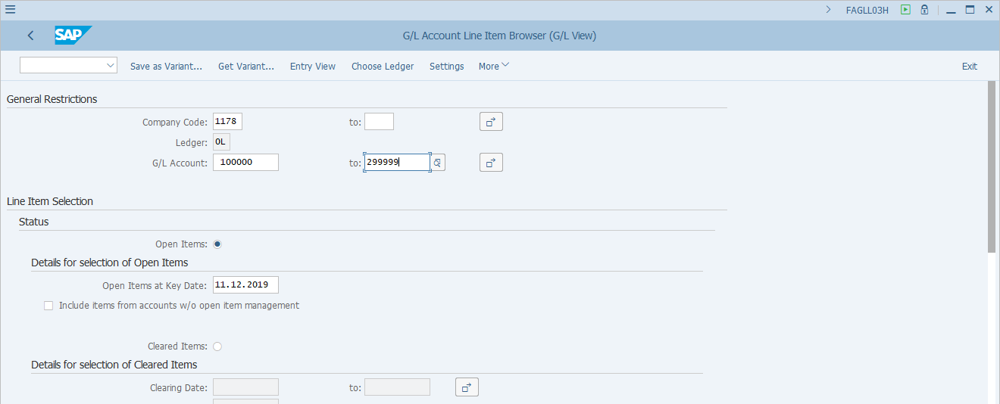 FAGLL03H
SAP G/L Account Line Item Browser (G/L View)
Save as Variant... Get Variant... Entry View Choose Ledger Settings More Exit
General Restrictions
Company Code: 1178 to:
Ledger: 0L
G/L Account: 100000 to: 299999
Line Item Selection
Status
Open Items:
Details for selection of Open Items
Open Items at Key Date: 11.12.2019
Include items from accounts w/o open item management
Cleared Items:
Details for selection of Cleared Items
Clearing Date: to: